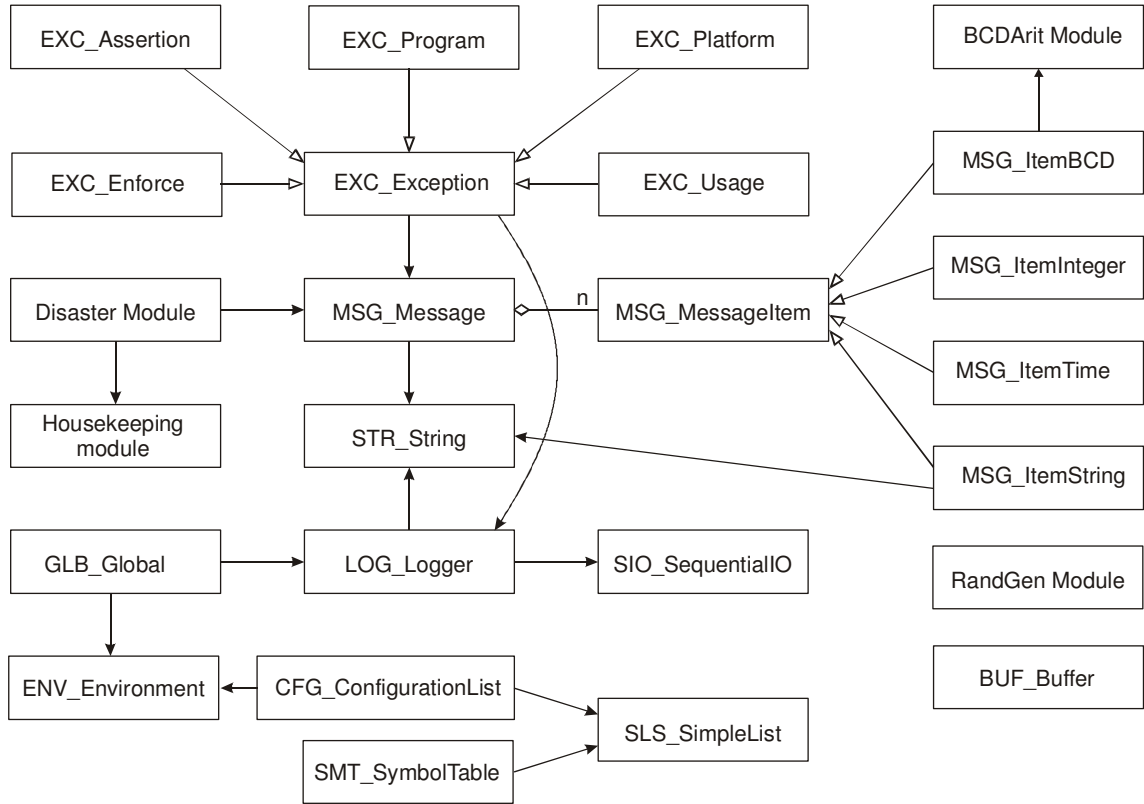 EXC_Assertion
EXC_Program
EXC_Platform
BCDArit Module
EXC_Enforce
EXC_Exception
EXC_Usage
MSG_ItemBCD
MSG_ItemInteger
Disaster Module
MSG_Message
n
MSG_MessageItem
MSG_ItemTime
Housekeeping
module
STR_String
MSG_ItemString
GLB_Global
LOG_Logger
SIO_SequentialIO
RandGen Module
ENV_Environment
CFG_ConfigurationList
BUF_Buffer
SLS_SimpleList
SMT_SymbolTable